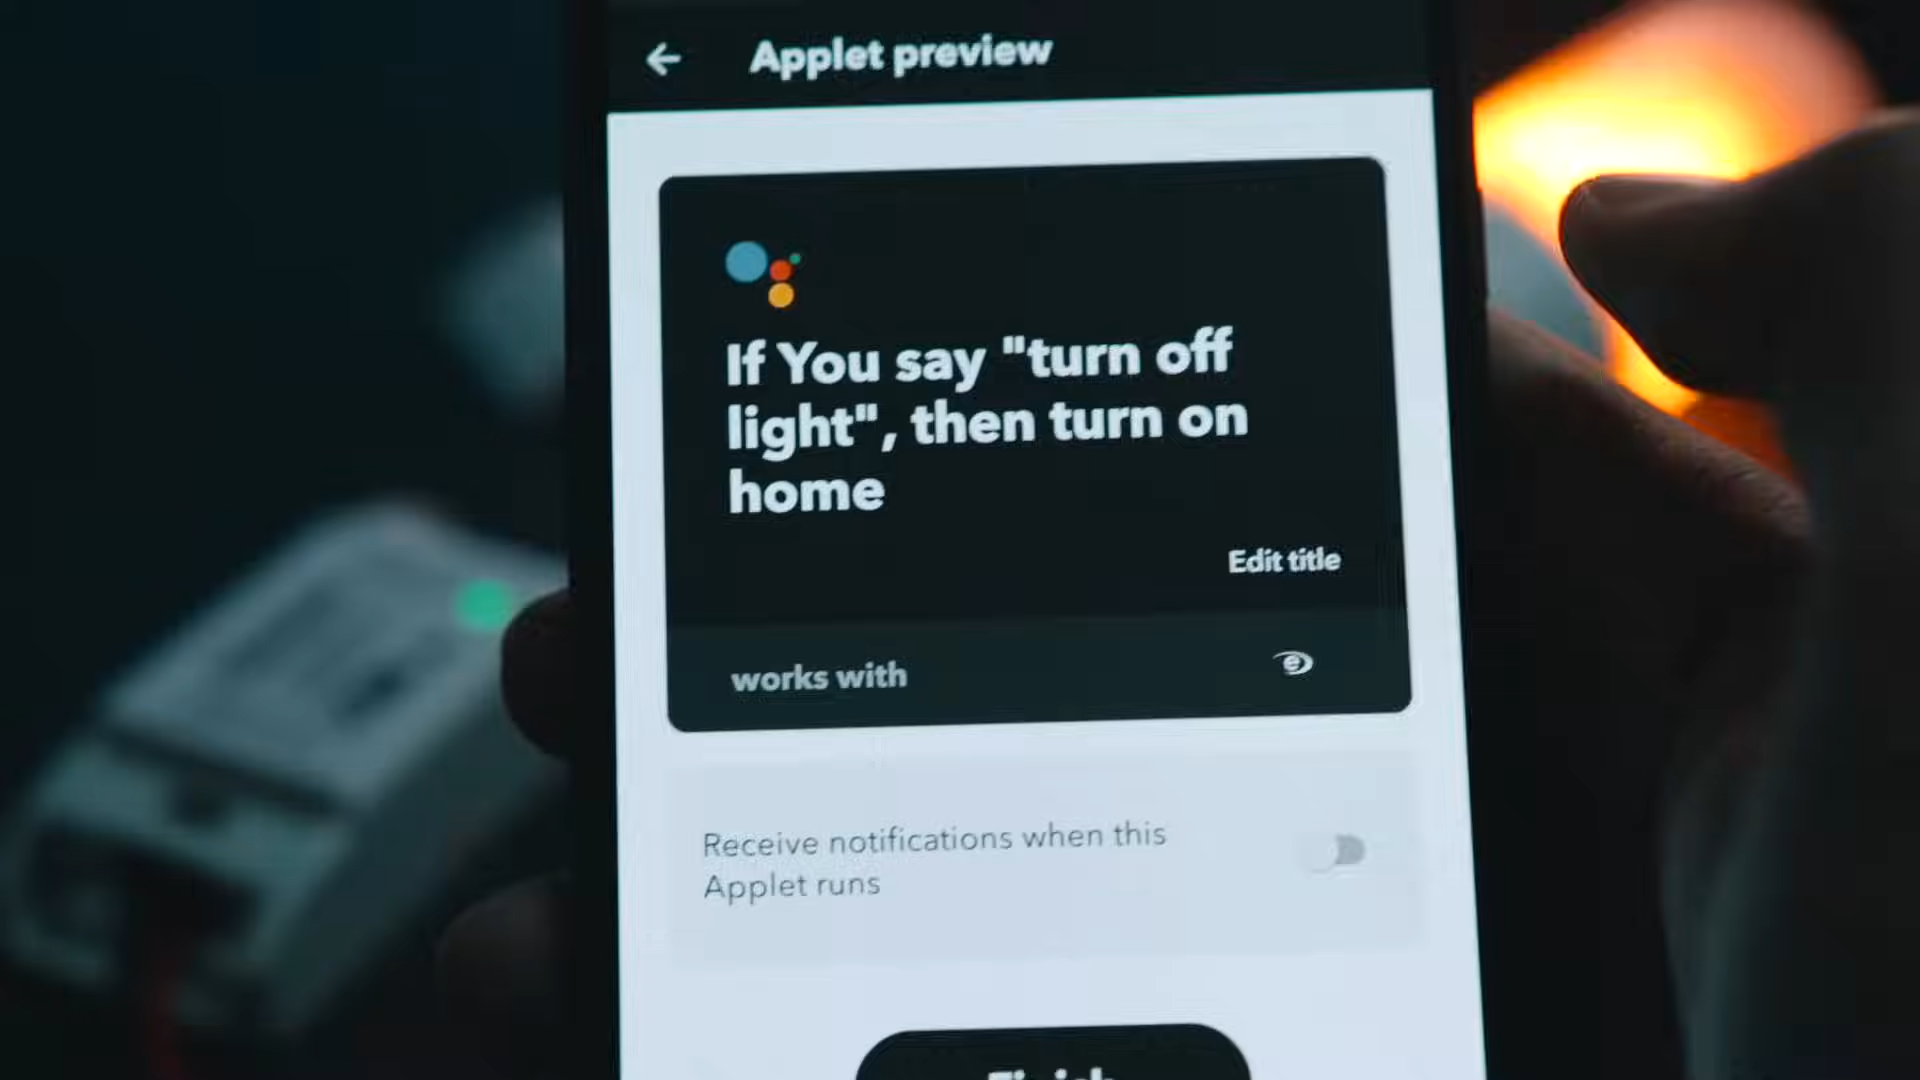 Applet preview
If You say "turn off
light", then turn on
home
Edit title
works with
Receive notifications when this
Applet runs
Finish